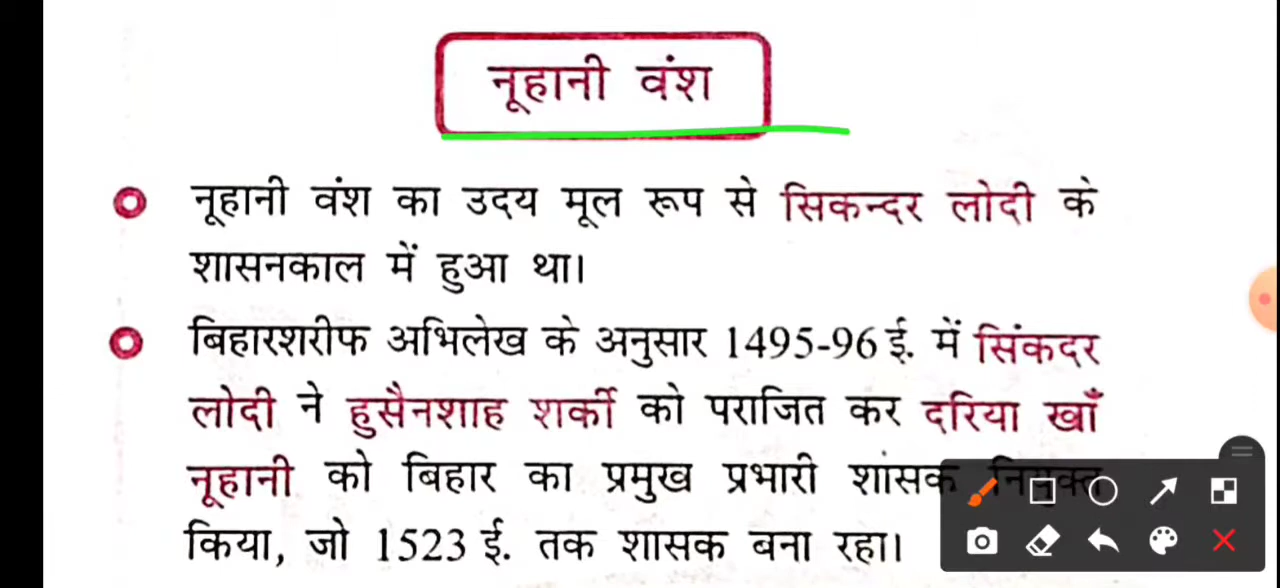 नूहानी वंश
नूहानी वंश का उदय मूल रूप से सिकन्दर लोदी के
शासनकाल में हुआ था।
बिहारशरीफ अभिलेख के अनुसार 1495-96 ई. में सिंकदर
लोदी ने हुसैनशाह शर्की को पराजित कर दरिया खाँ
नूहानी को बिहार का प्रमुख प्रभारी शांसक नियुक्त
किया, जो 1523 ई. तक शासक बना रहा।